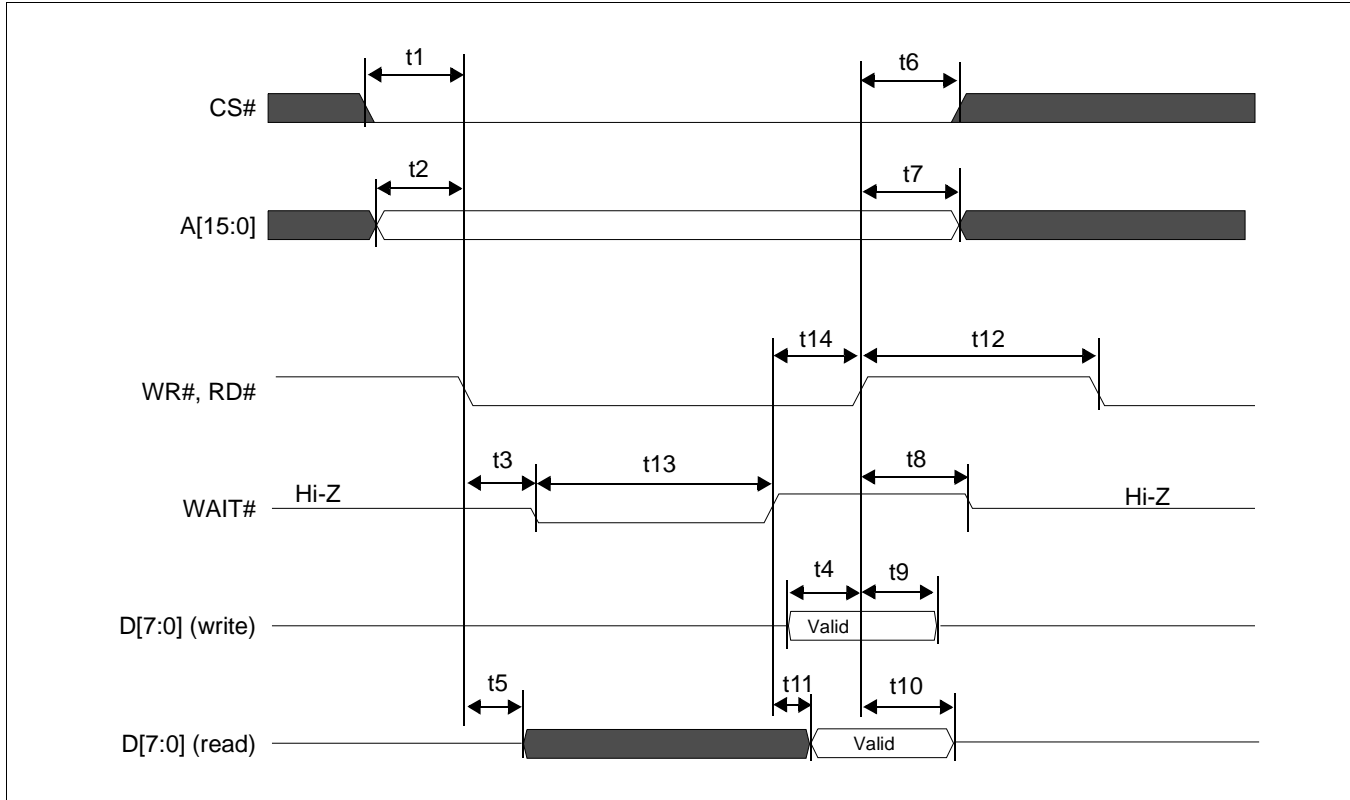 t1
t6
CS#
t2
t7
A[15:0]
t14
t12
WR#, RD#
t3
t13
t8
Hi-Z
Hi-Z
WAIT#
t4
t9
D[7:0] (write)
Valid
t5
t11
t10
D[7:0] (read)
Valid